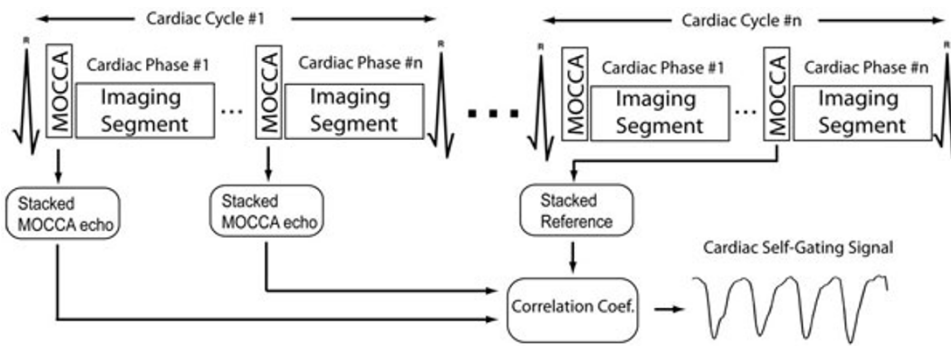 Cardiac Cycle #1
Cardiac Cycle #n
R
MOCCA
Cardiac Phase #1
Imaging
Segment
...
MOCCA
Cardiac Phase #n
Imaging
Segment
R
...
R
MOCCA
Cardiac Phase #1
Imaging
Segment
...
MOCCA
Cardiac Phase #n
Imaging
Segment
R
Stacked
MOCCA echo
Stacked
MOCCA echo
Stacked
Reference
Cardiac Self-Gating Signal
Correlation Coef.